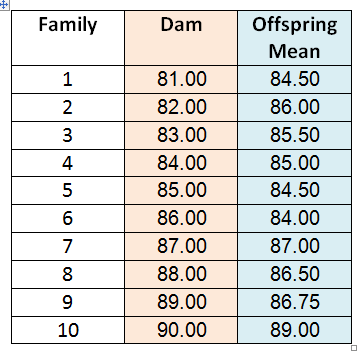 Family Dam Offspring
Mean
1 81.00 84.50
2 82.00 86.00
3 83.00 85.50
4 84.00 85.00
5 85.00 84.50
6 86.00 84.00
7 87.00 87.00
8 88.00 86.50
9 89.00 86.75
10 90.00 89.00